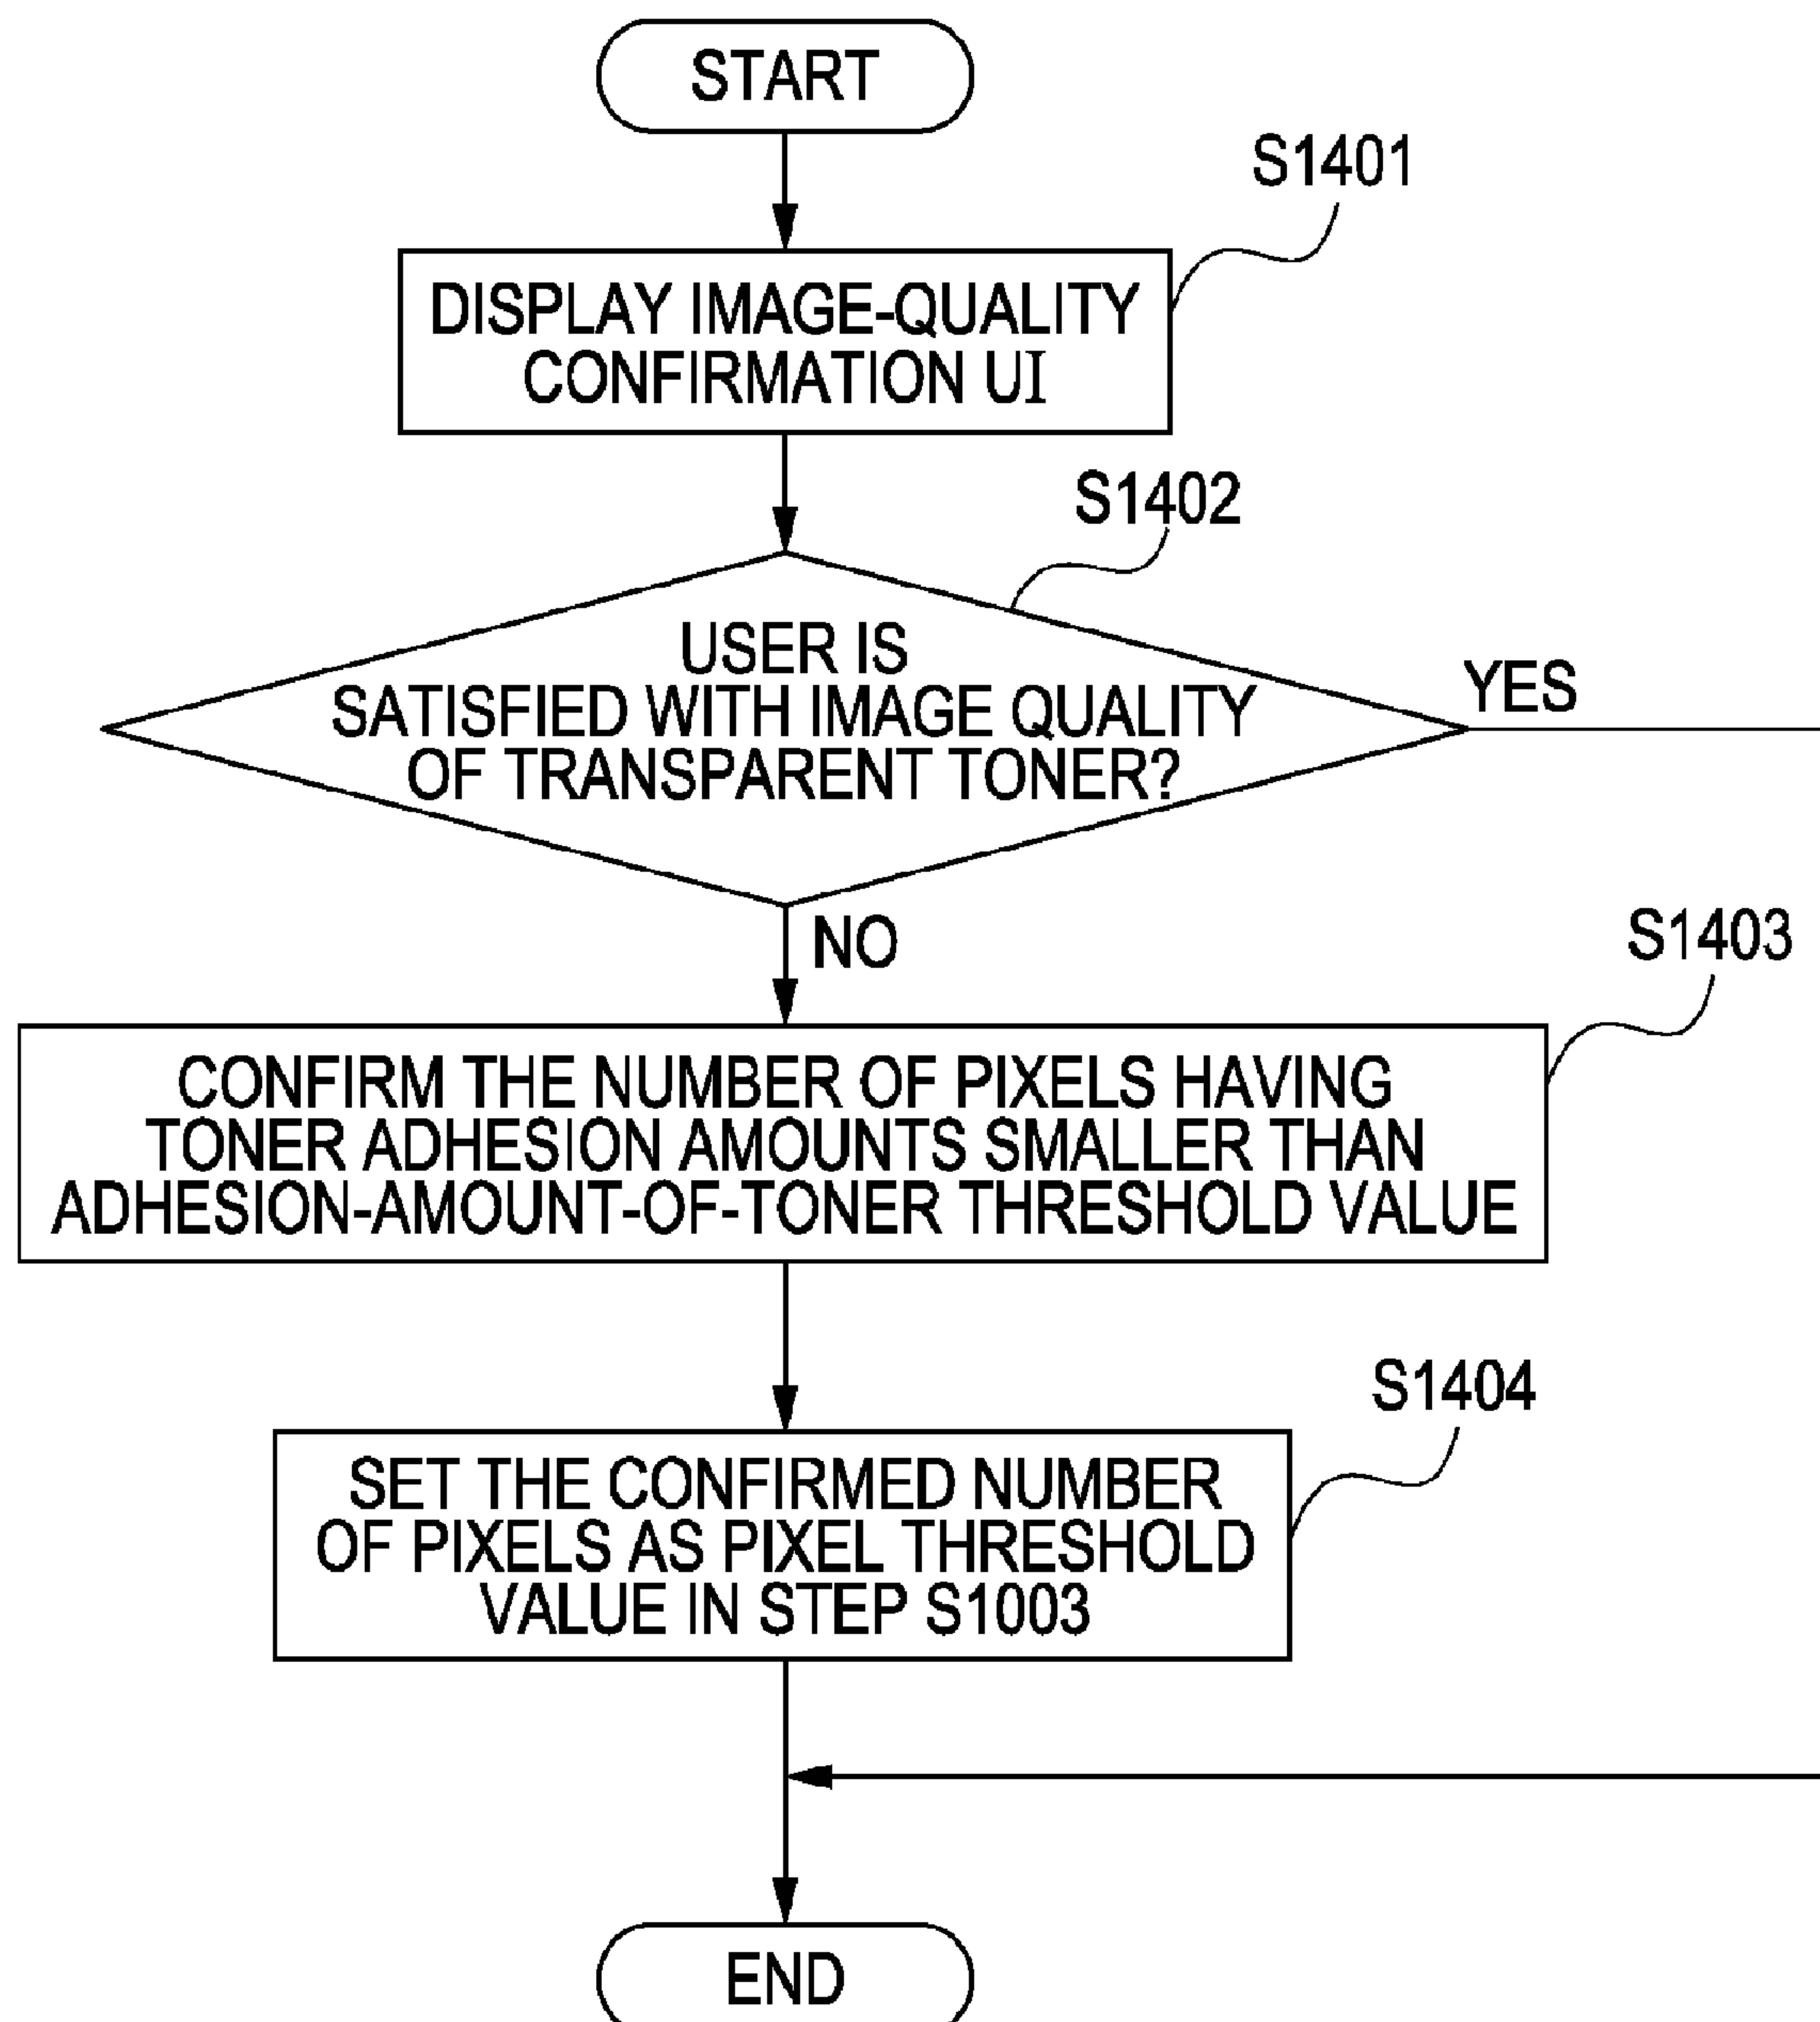 START
S1401
DISPLAY IMAGE-QUALITY
CONFIRMATION UI
S1402
USER IS
SATISFIED WITH IMAGE QUALITY
OF TRANSPARENT TONER?
YES
NO
S1403
CONFIRM THE NUMBER OF PIXELS HAVING
TONER ADHESION AMOUNTS SMALLER THAN
ADHESION-AMOUNT-OF-TONER THRESHOLD VALUE
S1404
SET THE CONFIRMED NUMBER
OF PIXELS AS PIXEL THRESHOLD
VALUE IN STEP S1003
END